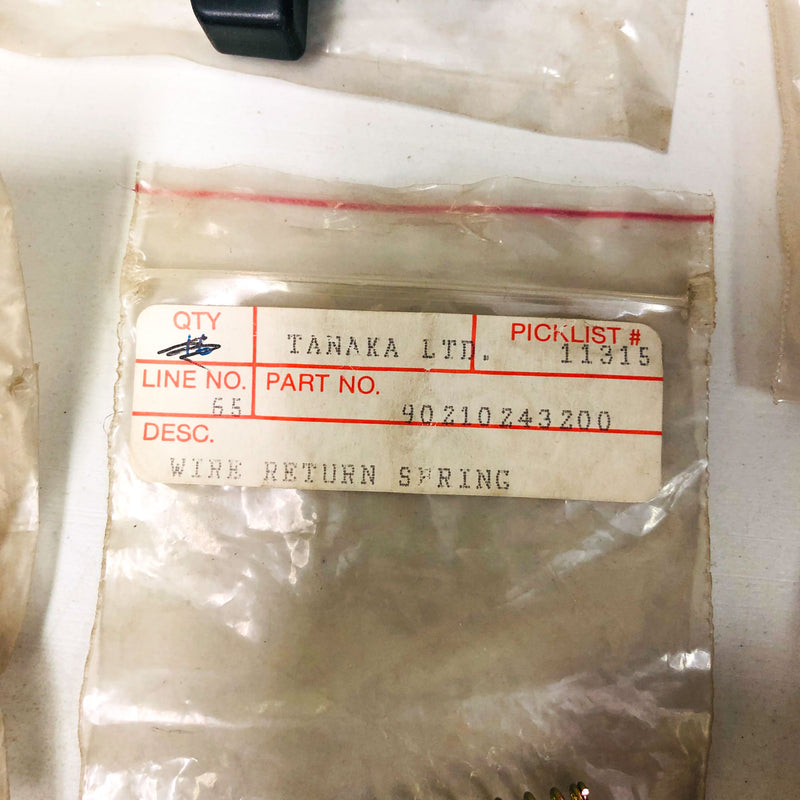 QTY
TANAKA LTD.
PICKLIST #
11315
LINE NO.
65
PART NO.
90210243200
DESC.
WIRE RETURN SPRING